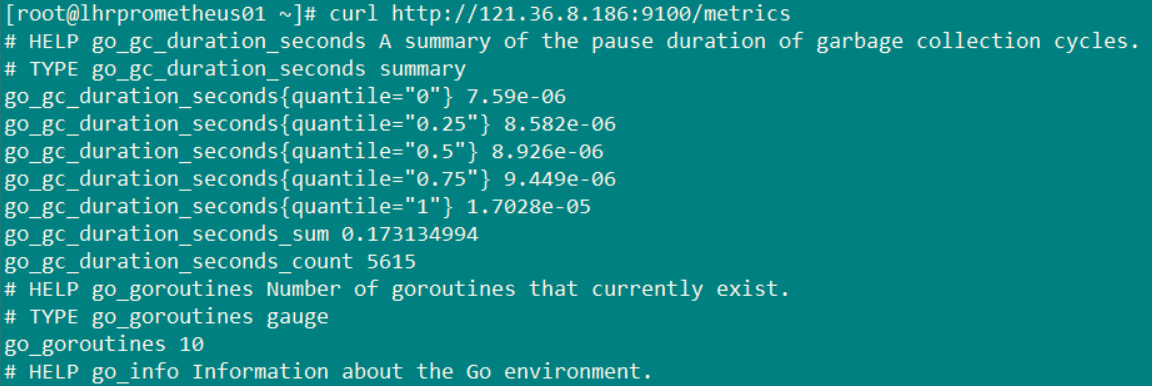 [root@lhrprometheus01 ~]# curl http://121.36.8.186:9100/metrics
# HELP go_gc_duration_seconds A summary of the pause duration of garbage collection cycles.
# TYPE go_gc_duration_seconds summary
go_gc_duration_seconds{quantile="0"} 7.59e-06
go_gc_duration_seconds{quantile="0.25"} 8.582e-06
go_gc_duration_seconds{quantile="0.5"} 8.926e-06
go_gc_duration_seconds{quantile="0.75"} 9.449e-06
go_gc_duration_seconds{quantile="1"} 1.7028e-05
go_gc_duration_seconds_sum 0.173134994
go_gc_duration_seconds_count 5615
# HELP go_goroutines Number of goroutines that currently exist.
# TYPE go_goroutines gauge
go_goroutines 10
# HELP go_info Information about the Go environment.